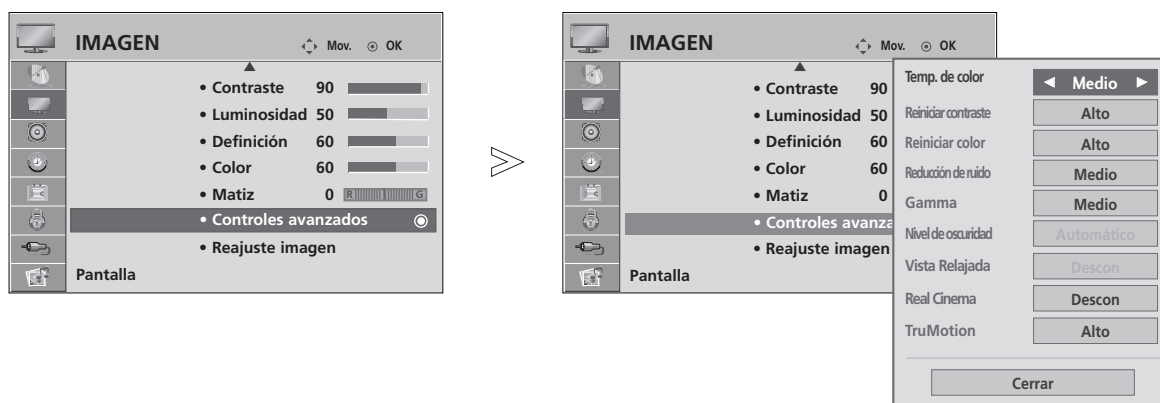 IMAGEN Mov. OK
• Contraste 90
• Luminosidad 50
• Definición 60
• Color 60
• Matiz 0 R G
• Controles avanzados
• Reajuste imagen
Pantalla
IMAGEN Mov. OK
• Contraste 90
• Luminosidad 50
• Definición 60
• Color 60
• Matiz 0
• Controles avanza
• Reajuste imagen
Pantalla
Temp. de color Medio
Reiniciar contraste Alto
Reiniciar color Alto
Reducción de ruido Medio
Gamma Medio
Nivel de oscuridad Automático
Vista Relajada Descon
Real Cinema Descon
TruMotion Alto
Cerrar